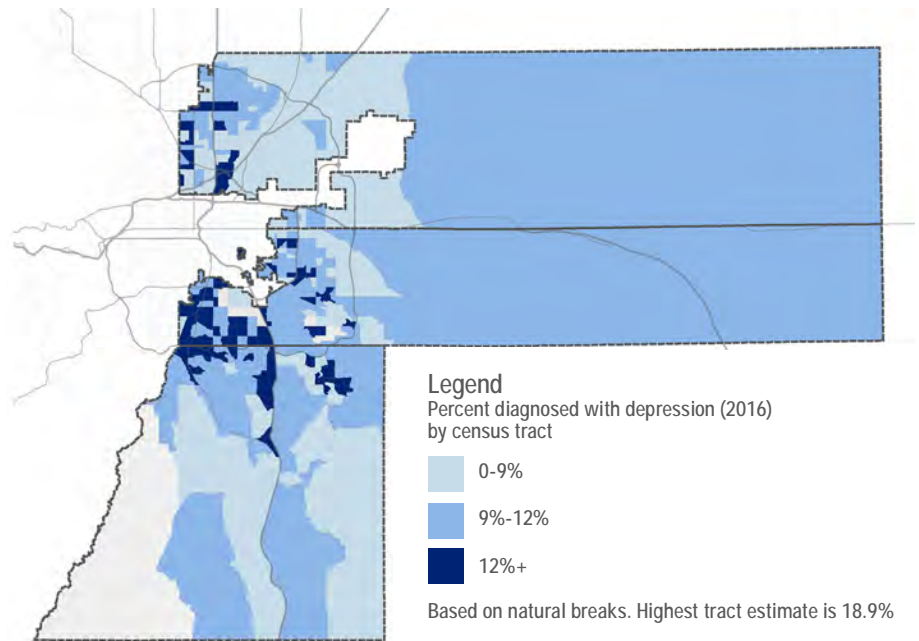 Legend
Percent diagnosed with depression (2016)
by census tract
0-9%
9%-12%
12%+
Based on natural breaks. Highest tract estimate is 18.9%